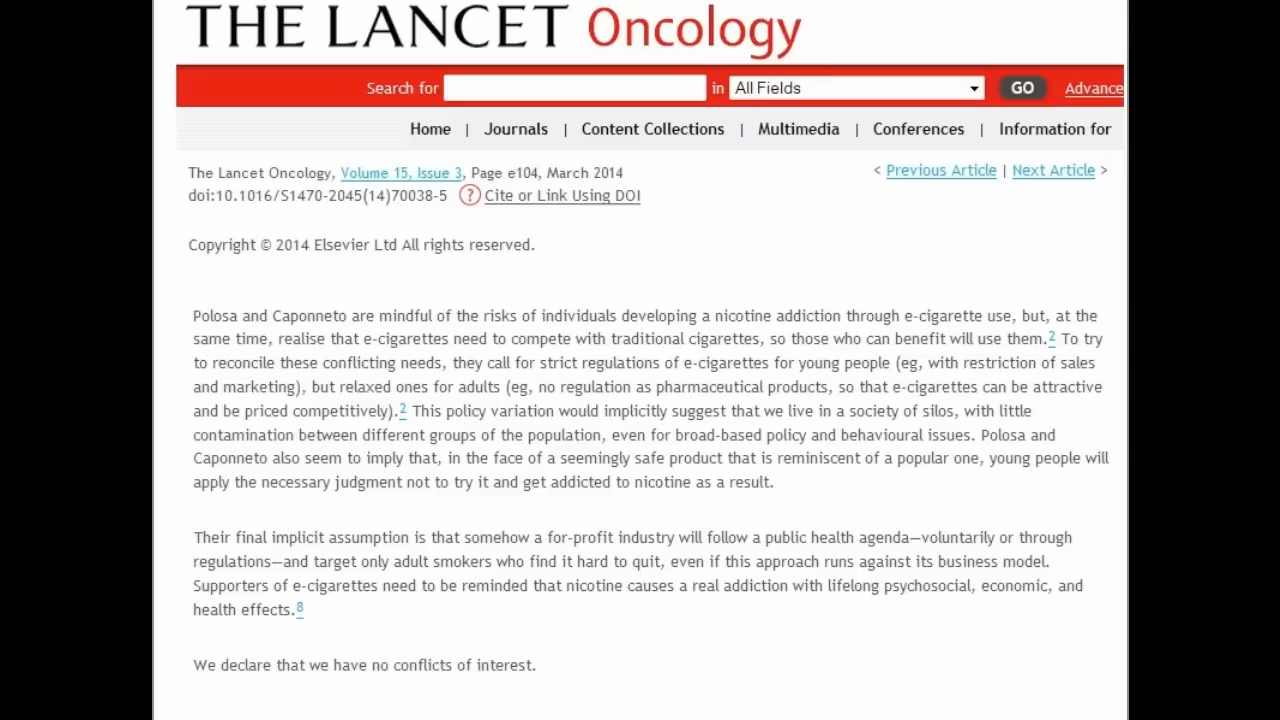 THE LANCET Oncology
Search for in All Fields GO Advance
Home | Journals | Content Collections | Multimedia | Conferences | Information for
The Lancet Oncology, Volume 15, Issue 3, Page e104, March 2014
< Previous Article | Next Article >
doi:10.1016/S1470-2045(14)70038-5 ? Cite or Link Using DOI
Copyright © 2014 Elsevier Ltd All rights reserved.
Polosa and Caponneto are mindful of the risks of individuals developing a nicotine addiction through e-cigarette use, but, at the
same time, realise that e-cigarettes need to compete with traditional cigarettes, so those who can benefit will use them.2 To try
to reconcile these conflicting needs, they call for strict regulations of e-cigarettes for young people (eg, with restriction of sales
and marketing), but relaxed ones for adults (eg, no regulation as pharmaceutical products, so that e-cigarettes can be attractive
and be priced competitively).2 This policy variation would implicitly suggest that we live in a society of silos, with little
contamination between different groups of the population, even for broad-based policy and behavioural issues. Polosa and
Caponneto also seem to imply that, in the face of a seemingly safe product that is reminiscent of a popular one, young people will
apply the necessary judgment not to try it and get addicted to nicotine as a result.
Their final implicit assumption is that somehow a for-profit industry will follow a public health agenda—voluntarily or through
regulations—and target only adult smokers who find it hard to quit, even if this approach runs against its business model.
Supporters of e-cigarettes need to be reminded that nicotine causes a real addiction with lifelong psychosocial, economic, and
health effects.8
We declare that we have no conflicts of interest.